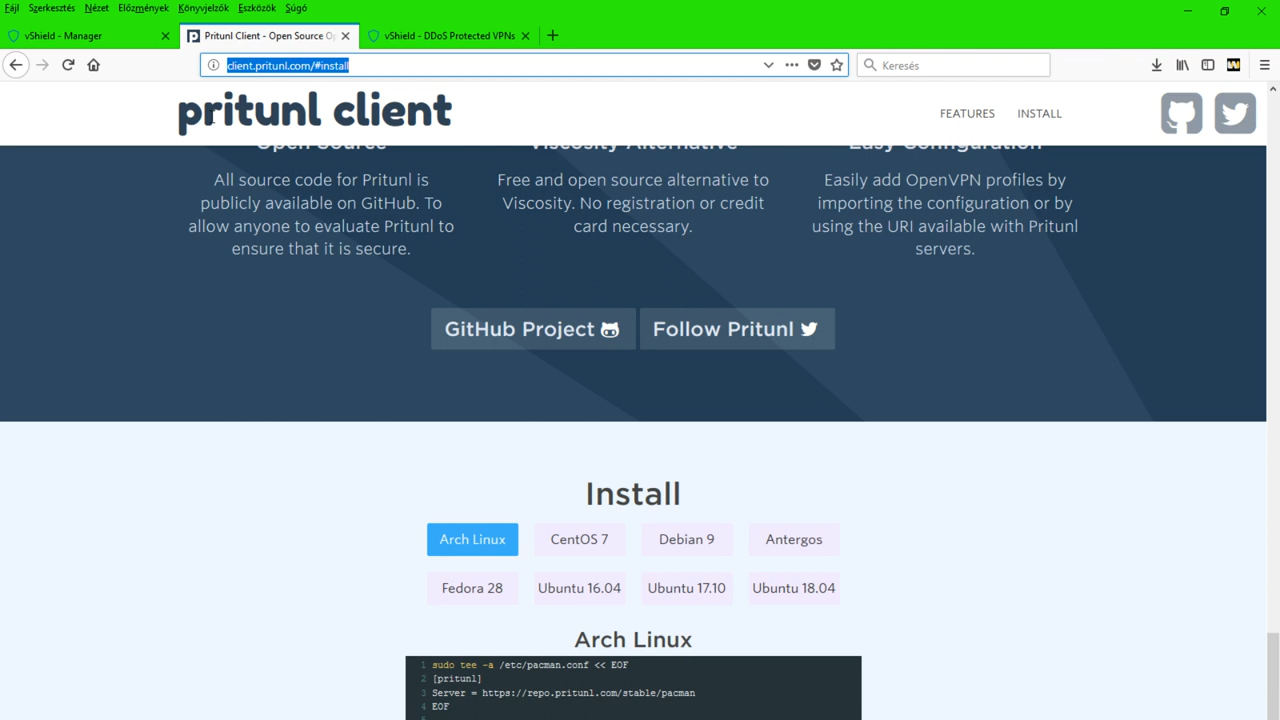 Fájl Szerkesztés Nézet Előzmények Könyvjelzők Eszközök Súgó
vShield - Manager
Pritunl Client - Open Source O
vShield - DDoS Protected VPNs
client.pritunl.com/#install
Keresés
pritunl client
FEATURES INSTALL
Open Source
Viscosity Alternative
Easy Configuration
All source code for Pritunl is
publicly available on GitHub. To
allow anyone to evaluate Pritunl to
ensure that it is secure.
Free and open source alternative to
Viscosity. No registration or credit
card necessary.
Easily add OpenVPN profiles by
importing the configuration or by
using the URI available with Pritunl
servers.
GitHub Project
Follow Pritunl
Install
Arch Linux CentOS 7 Debian 9 Antergos
Fedora 28 Ubuntu 16.04 Ubuntu 17.10 Ubuntu 18.04
Arch Linux
1 sudo tee -a /etc/pacman.conf << EOF
2 [pritunl]
3 Server = https://repo.pritunl.com/stable/pacman
4 EOF